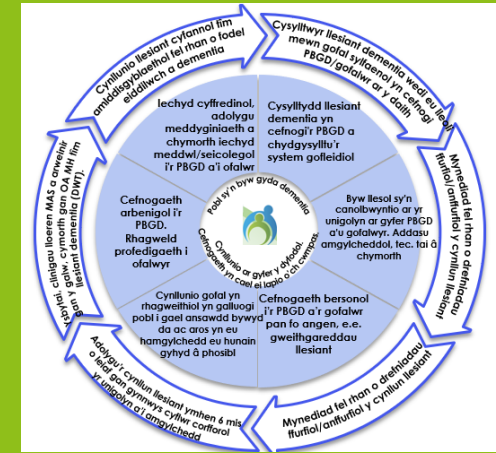 Cynllunio llesiant cyfannol tîm
amlddisgyblaethol fel rhan o fodel
eiddilwch a dementia
Cysylltwyr llesiant dementia wedi eu lleoli
mewn gofal sylfaenol yn cefnogi
PBGD/gofalwr ar y daith
Mynediad fel rhan o drefniadau
ffurfiol/anffurfiol y cynllun llesiant
Mynediad fel rhan o drefniadau
ffurfiol/anffurfiol y cynllun llesiant
Adolygu'r cynllun llesiant ymhen 6 mis
o leiaf gan gynnwys cyflwr corfforol
yr unigolyn a'i amgylchedd
Ysbytai, clinigau lloeren MAS a arweinir
gan y galw, cymorth gan OA MH tîm
llesiant dementia (DWT).
Iechyd cyffredinol,
adolygu
meddyginiaeth a
chymorth iechyd
meddwl/seicolegol
i'r PBGD a'i ofalwr
Cysylltydd llesiant
dementia yn
cefnogi'r PBGD a
chydgysylltu'r
system gofleidiol
Byw llesol sy'n
canolbwyntio ar yr
unigolyn ar gyfer PBGD
a'u gofalwyr. Addasu
amgylcheddol, tec, tai â
chymorth
Cefnogaeth bersonol
i'r PBGD a'r gofalwr
pan fo angen, e.e.
gweithgareddau
llesiant
Cynllunio gofal yn
rhagweithiol yn galluogi
pobl i gael ansawdd bywyd
da ac aros yn eu
hamgylchedd eu hunain
gyhyd â phosibl
Cefnogaeth
arbenigol i'r
PBGD.
Rhagweld
profedigaeth i
ofalwyr
Pobl sy'n byw gyda dementia
Cynllunio ar gyfer y dyfodol.
Cefnogaeth yn cael ei lapio o'ch cwmpas.